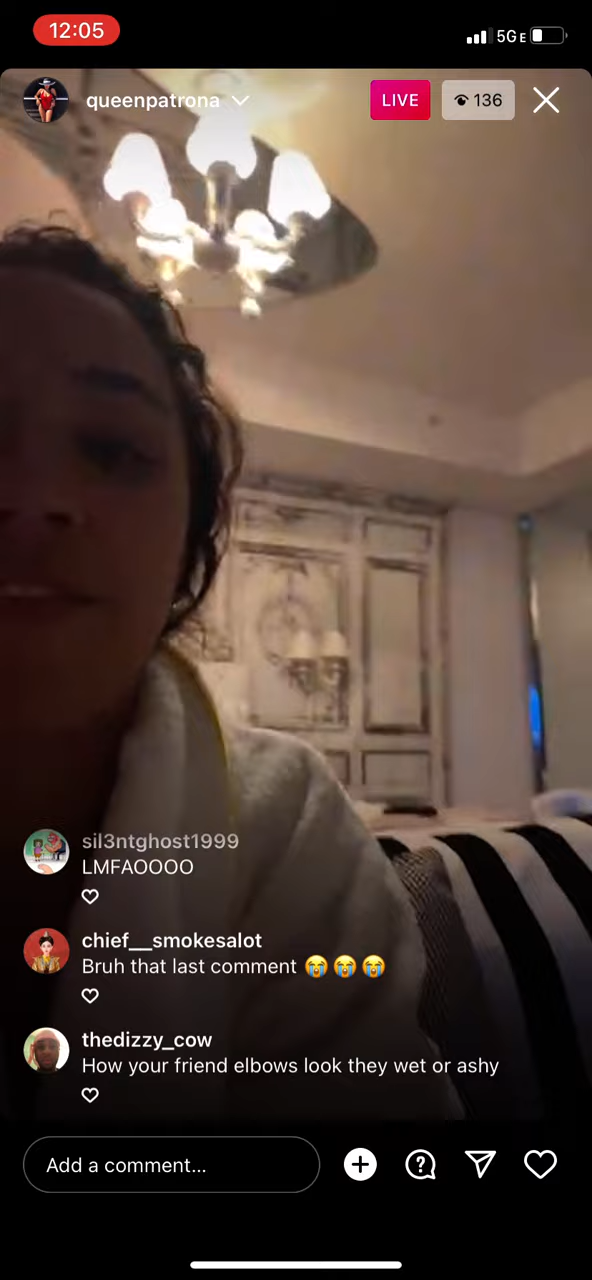 12:05
5GE
queenpatrona
LIVE
136
sil3ntghost1999
LMFAOOOO
chief__smokesalot
Bruh that last comment 😭😭😭
thedizzy_cow
How your friend elbows look they wet or ashy
Add a comment...